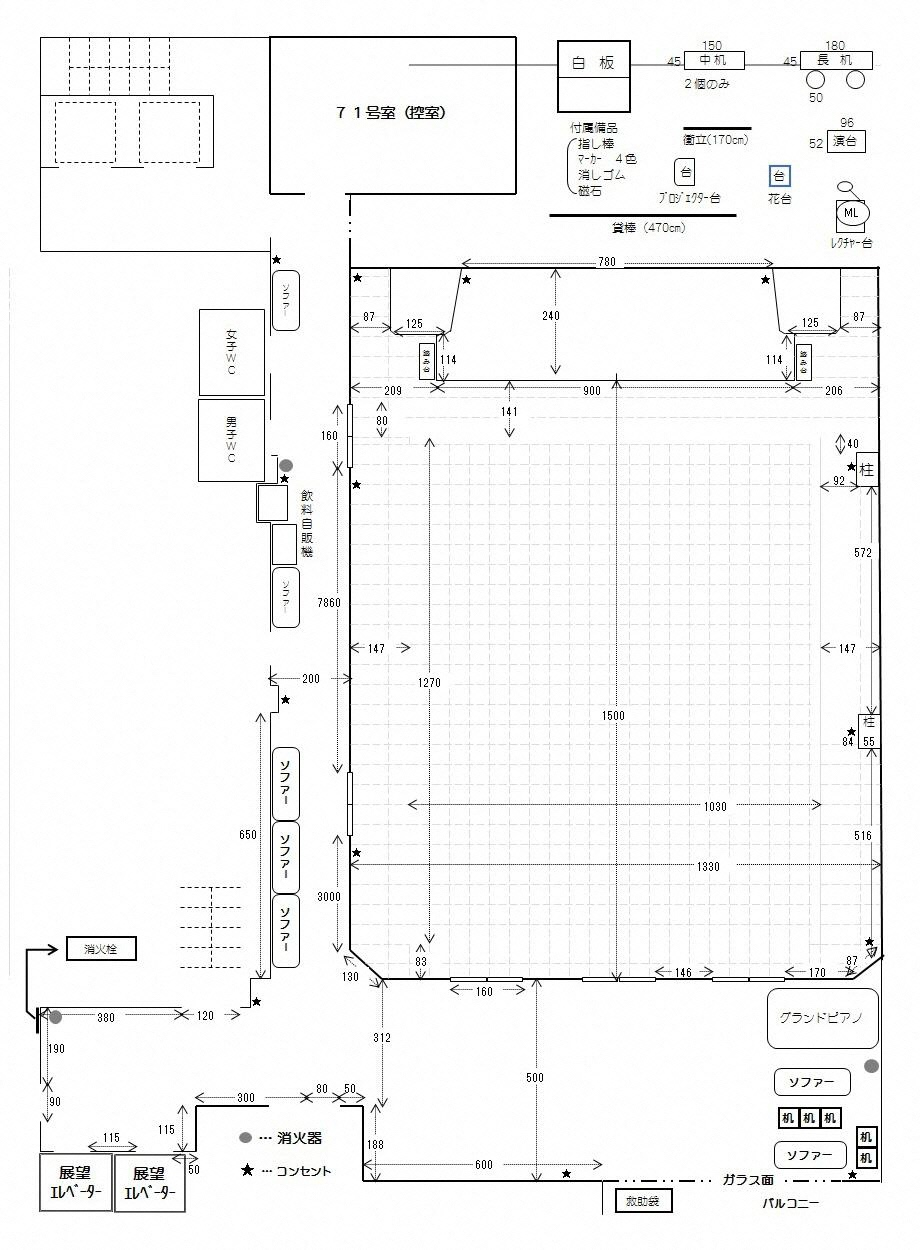 ７１号室（控室）
白　板
付属備品
指し棒
ﾏｰｶｰ　４色
消しゴム
磁石
150
45
中机
２個のみ
180
45
長　机
50
衝立(170㎝)
96
52
演台
台
ﾌﾟﾛｼﾞｪｸﾀｰ台
台
花台
ML
ﾚｸﾁｬｰ台
貸棒（470㎝）
ソファー
女子WC
男子WC
飲料自販機
ソファー
780
87
125
240
125
87
114
114
209
900
206
141
80
160
40
柱
92
572
7860
147
147
200
1270
1500
柱
84
55
1030
650
ソファー
ソファー
ソファー
516
1330
3000
消火栓
130
83
87
146
170
160
380
120
グランドピアノ
190
312
500
90
300
80
50
ソファー
机
机
机
115
115
188
50
600
机
机
ソファー
● … 消火器
★ … コンセント
展望
ｴﾚﾍﾞｰﾀｰ
展望
ｴﾚﾍﾞｰﾀｰ
ガラス面
救助袋
バルコニー